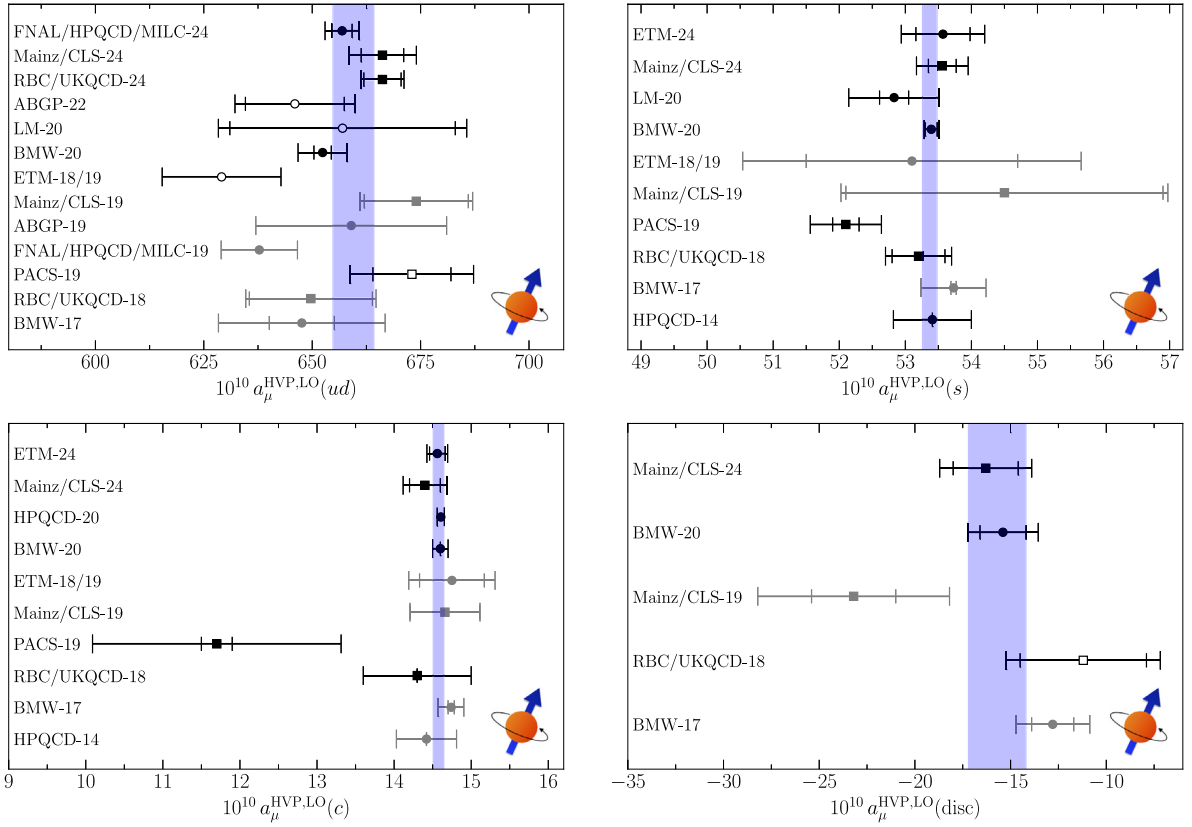 FNAL/HPQCD/MILC-24
Mainz/CLS-24
RBC/UKQCD-24
ABGP-22
LM-20
BMW-20
ETM-18/19
Mainz/CLS-19
ABGP-19
FNAL/HPQCD/MILC-19
PACS-19
RBC/UKQCD-18
BMW-17
600 625 650 675 700
10^{10} a_μ^{HVP,LO}(ud)
ETM-24
Mainz/CLS-24
LM-20
BMW-20
ETM-18/19
Mainz/CLS-19
PACS-19
RBC/UKQCD-18
BMW-17
HPQCD-14
49 50 51 52 53 54 55 56 57
10^{10} a_μ^{HVP,LO}(s)
ETM-24
Mainz/CLS-24
HPQCD-20
BMW-20
ETM-18/19
Mainz/CLS-19
PACS-19
RBC/UKQCD-18
BMW-17
HPQCD-14
9 10 11 12 13 14 15 16
10^{10} a_μ^{HVP,LO}(c)
Mainz/CLS-24
BMW-20
Mainz/CLS-19
RBC/UKQCD-18
BMW-17
−35 −30 −25 −20 −15 −10
10^{10} a_μ^{HVP,LO}(disc)